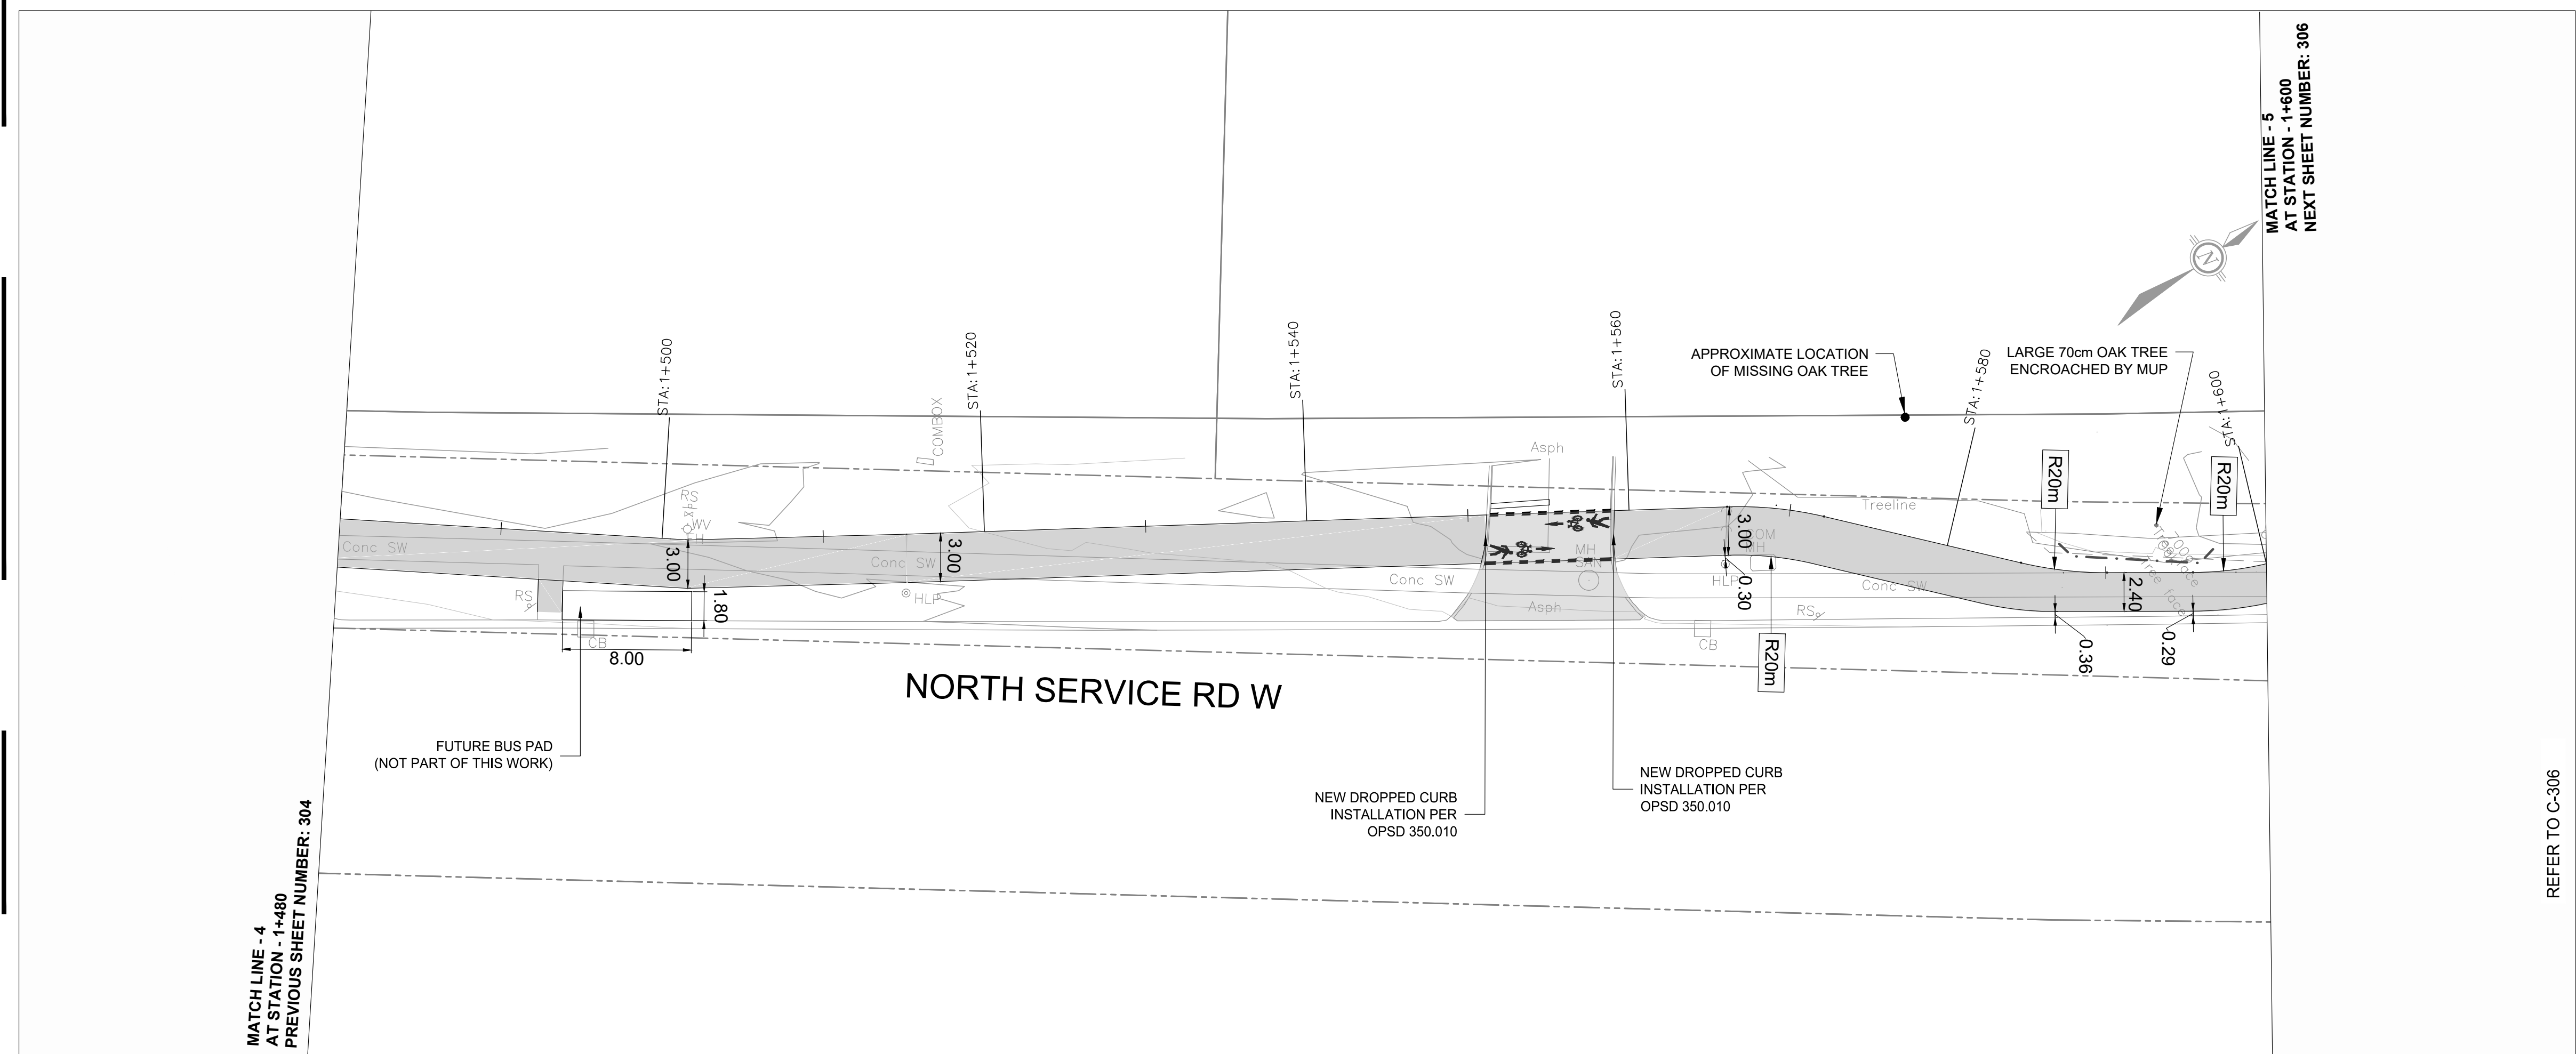 MATCH LINE - 5
AT STATION - 1+600
NEXT SHEET NUMBER: 306
N
STA:1+500
STA:1+520
STA:1+540
STA:1+560
STA:1+580
STA:1+600
APPROXIMATE LOCATION
OF MISSING OAK TREE
LARGE 70cm OAK TREE
ENCROACHED BY MUP
COMBOX
Asph
RS
WV
Treeline
R20m
R20m
Conc SW
3.00
Conc SW
3.00
Conc SW
MH
SAN
3.00
COM
MH
HLP
0.30
Conc SW
2.40
Tree face
RS
1.80
HLP
Asph
RS
CB
8.00
CB
R20m
0.36
0.29
NORTH SERVICE RD W
FUTURE BUS PAD
(NOT PART OF THIS WORK)
NEW DROPPED CURB
INSTALLATION PER
OPSD 350.010
NEW DROPPED CURB
INSTALLATION PER
OPSD 350.010
MATCH LINE - 4
AT STATION - 1+480
PREVIOUS SHEET NUMBER: 304
REFER TO C-306